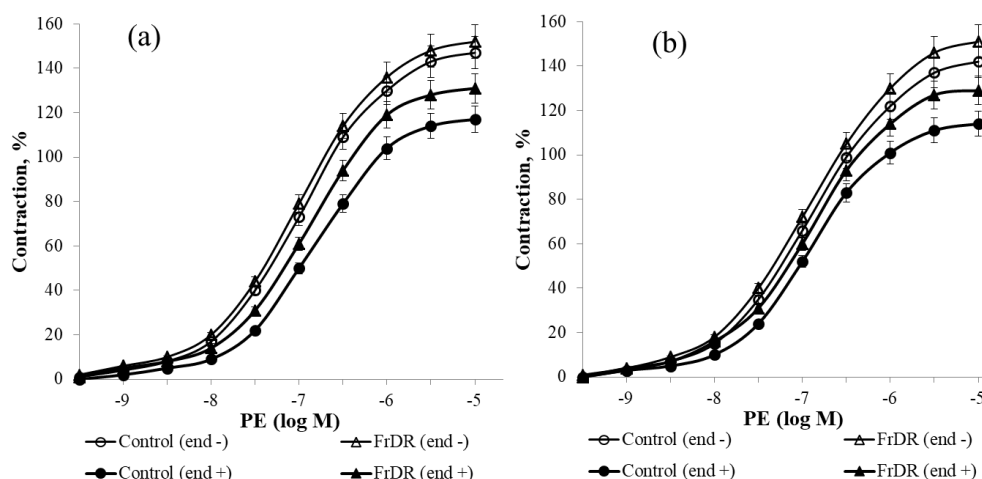 (a)
Contraction, %
160
140
120
100
80
60
40
20
0
-9 -8 -7 -6 -5
PE (log M)
Control (end -) FrDR (end -)
Control (end +) FrDR (end +)
(b)
Contraction, %
160
140
120
100
80
60
40
20
0
-9 -8 -7 -6 -5
PE (log M)
Control (end -) FrDR (end -)
Control (end +) FrDR (end +)